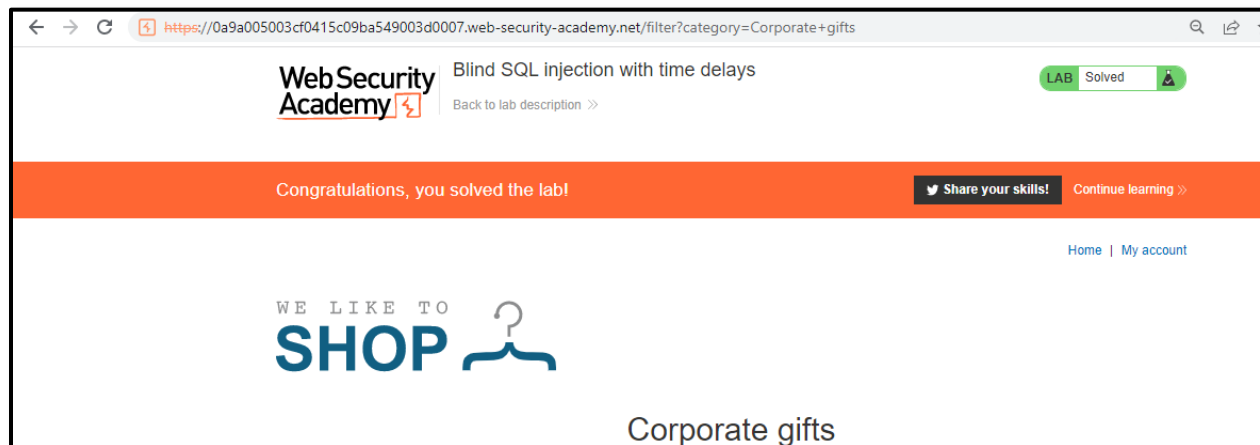 https://0a9a005003cf0415c09ba549003d0007.web-security-academy.net/filter?category=Corporate+gifts
WebSecurity
Academy
Blind SQL injection with time delays
Back to lab description >>
LAB Solved
Congratulations, you solved the lab!
Share your skills! Continue learning >>
Home | My account
WE LIKE TO
SHOP
Corporate gifts